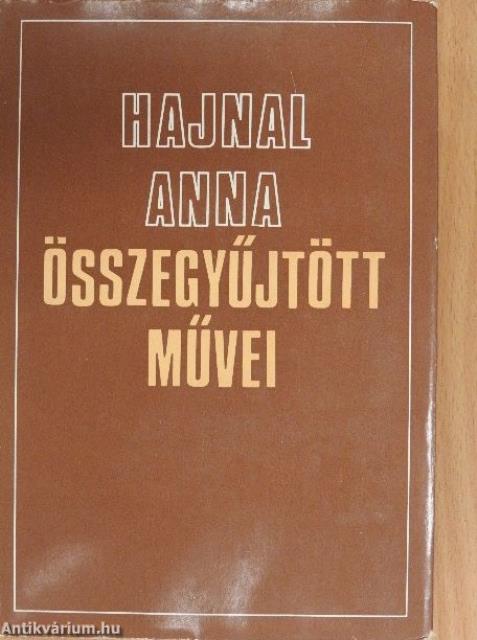 HAJNAL
ANNA
ÖSSZEGYŰJTÖTT
MŰVEI
Antikvárium.hu